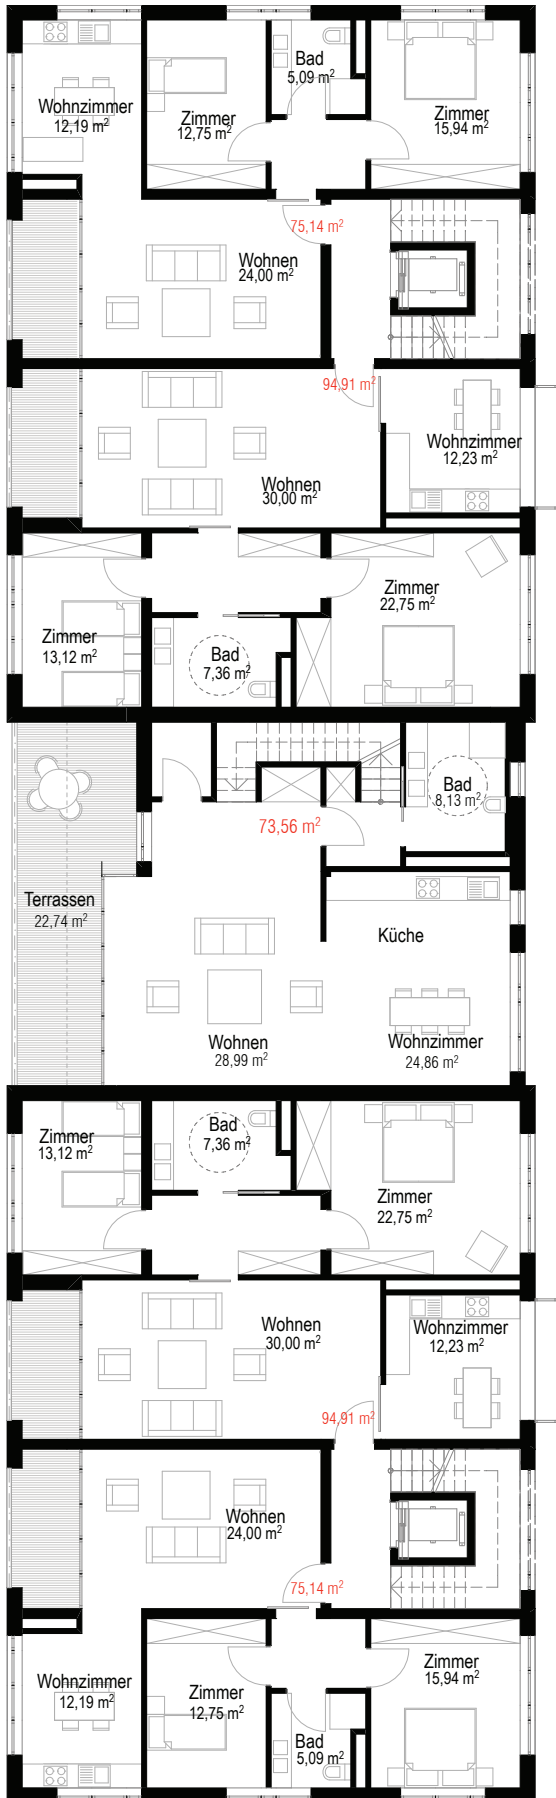 Bad
5,09 m²
Wohnzimmer
12,19 m²
Zimmer
12,75 m²
Zimmer
15,94 m²
75,14 m²
Wohnen
24,00 m²
94,91 m²
Wohnzimmer
12,23 m²
Wohnen
30,00 m²
Zimmer
22,75 m²
Zimmer
13,12 m²
Bad
7,36 m²
Bad
8,13 m²
73,56 m²
Terrassen
22,74 m²
Küche
Wohnen
28,99 m²
Wohnzimmer
24,86 m²
Zimmer
13,12 m²
Bad
7,36 m²
Zimmer
22,75 m²
Wohnen
30,00 m²
Wohnzimmer
12,23 m²
94,91 m²
Wohnen
24,00 m²
75,14 m²
Wohnzimmer
12,19 m²
Zimmer
12,75 m²
Zimmer
15,94 m²
Bad
5,09 m²